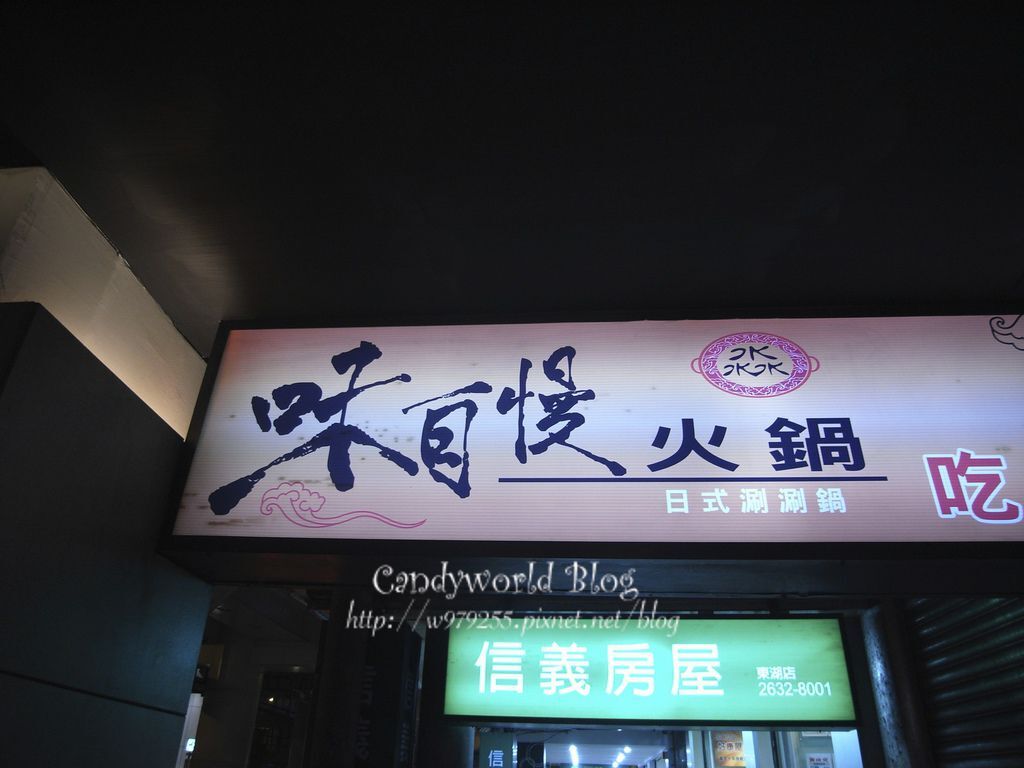 味自慢
火鍋
日式涮涮鍋
吃
Candyworld Blog
http://w979255.pixnet.net/blog
信義房屋
東湖店
2632-8001
信